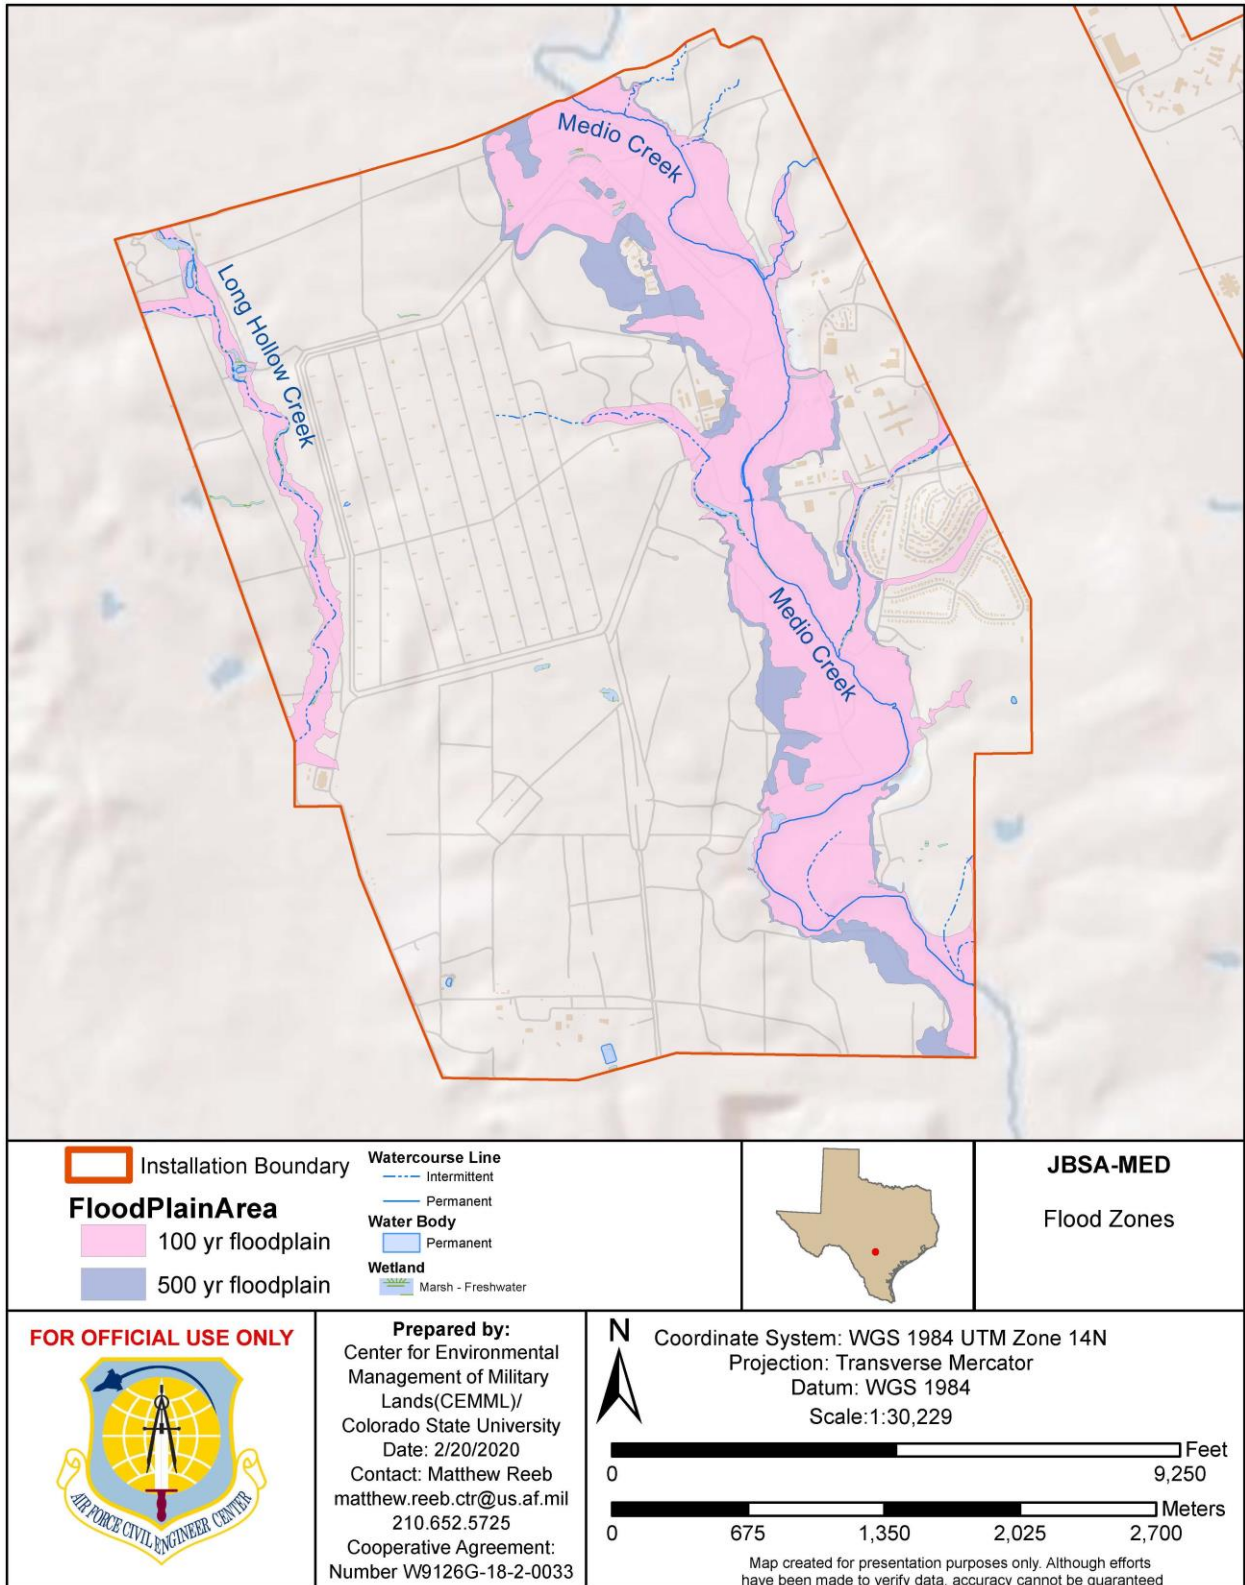 Medio Creek
Long Hollow Creek
Medio Creek
Installation Boundary
FloodPlainArea
100 yr floodplain
500 yr floodplain
Watercourse Line
Intermittent
Permanent
Water Body
Permanent
Wetland
Marsh - Freshwater
JBSA-MED
Flood Zones
FOR OFFICIAL USE ONLY
AIR FORCE CIVIL ENGINEER CENTER
Prepared by:
Center for Environmental
Management of Military
Lands(CEMML)/
Colorado State University
Date: 2/20/2020
Contact: Matthew Reeb
matthew.reeb.ctr@us.af.mil
210.652.5725
Cooperative Agreement:
Number W9126G-18-2-0033
N
Coordinate System: WGS 1984 UTM Zone 14N
Projection: Transverse Mercator
Datum: WGS 1984
Scale:1:30,229
Feet
0 9,250
Meters
0 675 1,350 2,025 2,700
Map created for presentation purposes only. Although efforts
have been made to verify data, accuracy cannot be guaranteed